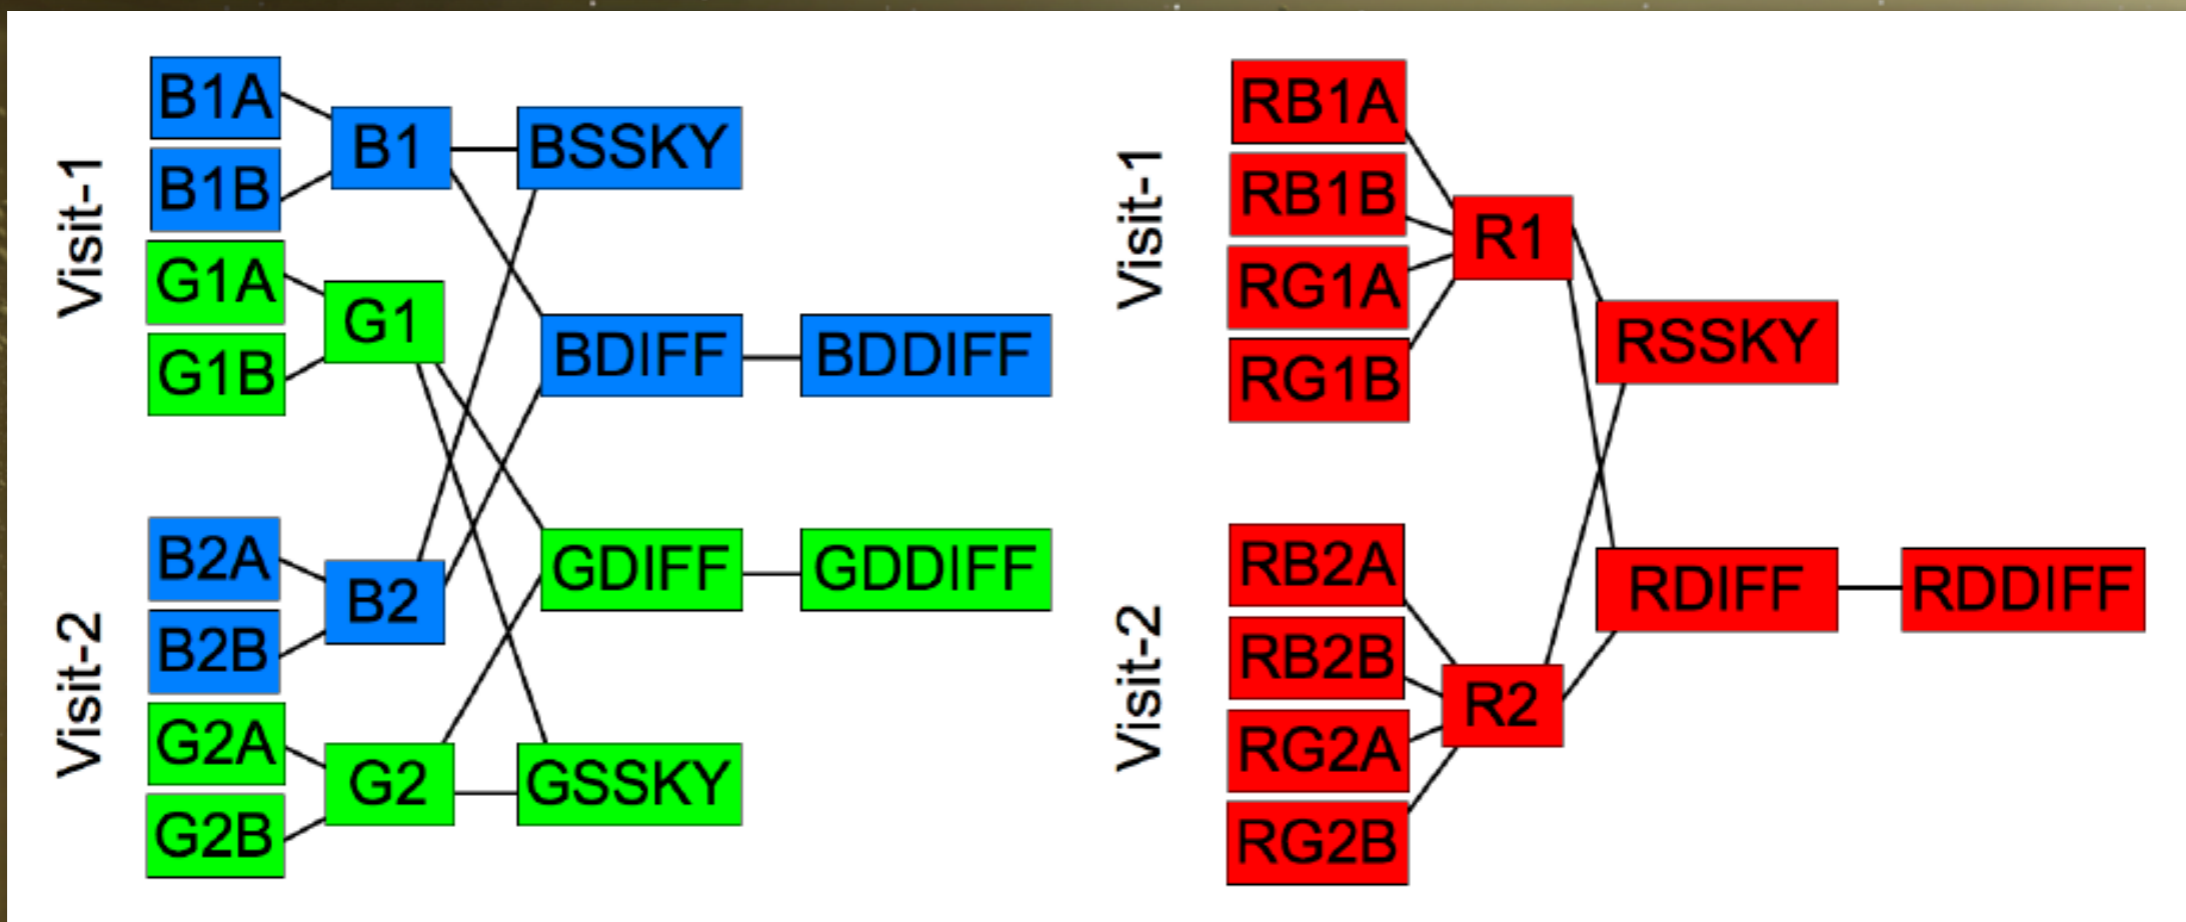 Visit-1
B1A
B1B
G1A
G1B
B1
G1
BSSKY
BDIFF
BDDIFF
Visit-2
B2A
B2B
G2A
G2B
B2
G2
GDIFF
GDDIFF
GSSKY
Visit-1
RB1A
RB1B
RG1A
RG1B
R1
RSSKY
Visit-2
RB2A
RB2B
RG2A
RG2B
R2
RDIFF
RDDIFF